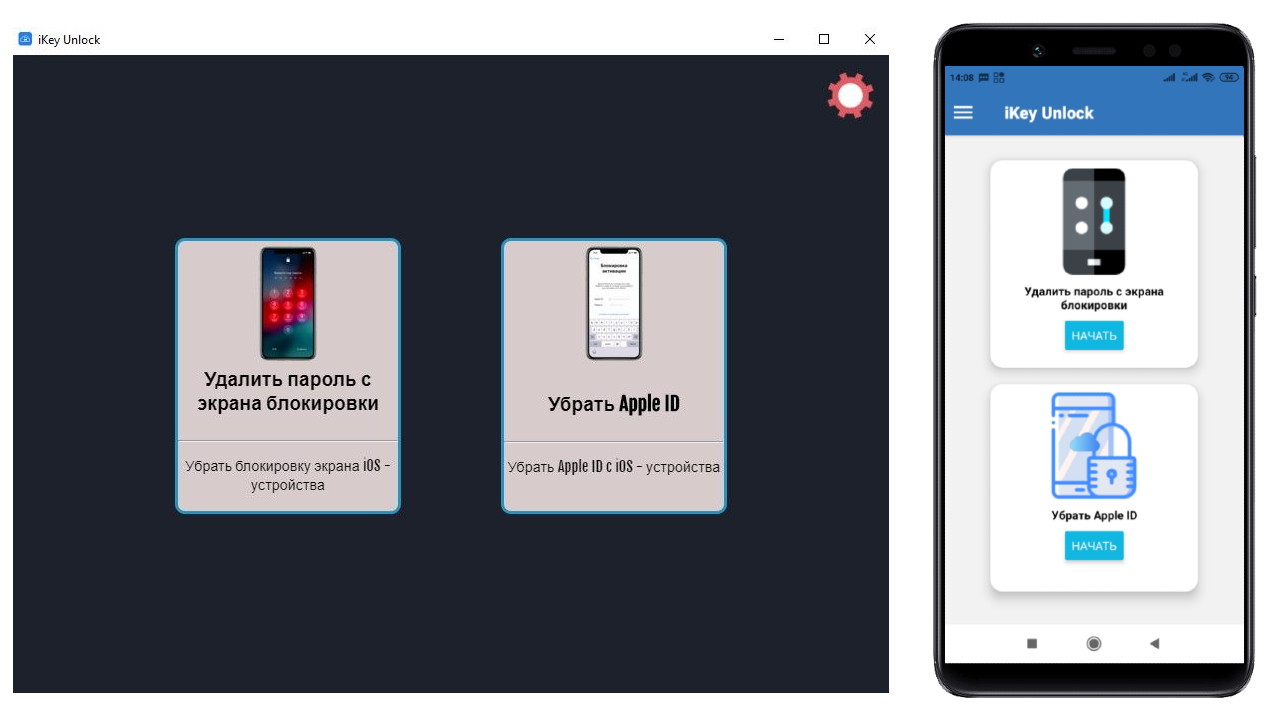 iKey Unlock
Блокировка
активации
Удалить пароль с
экрана блокировки
Убрать блокировку экрана iOS -
устройства
Убрать Apple ID
Убрать Apple ID с iOS - устройства
14:08
94
iKey Unlock
Удалить пароль с экрана
блокировки
НАЧАТЬ
Убрать Apple ID
НАЧАТЬ